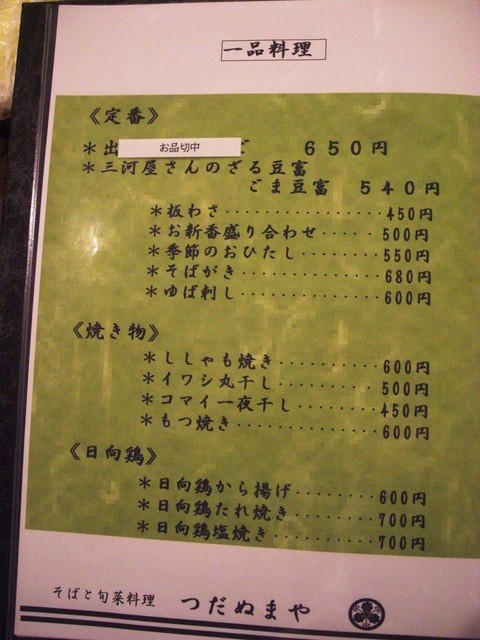 一品料理
《定番》
＊出 お品切中 ご ６５０円
＊三河屋さんのざる豆富
ごま豆富 ５４０円
＊板わさ･･････････････450円
＊お新香盛り合わせ･････500円
＊季節のおひたし･･･････550円
＊そばがき････････････680円
＊ゆば刺し････････････600円
《焼き物》
＊ししゃも焼き････････600円
＊イワシ丸干し････････500円
＊コマイ一夜干し･･････450円
＊もつ焼き････････････600円
《日向鶏》
＊日向鶏から揚げ･･････600円
＊日向鶏たれ焼き･･････700円
＊日向鶏塩焼き････････700円
そばと旬菜料理 つだぬまや